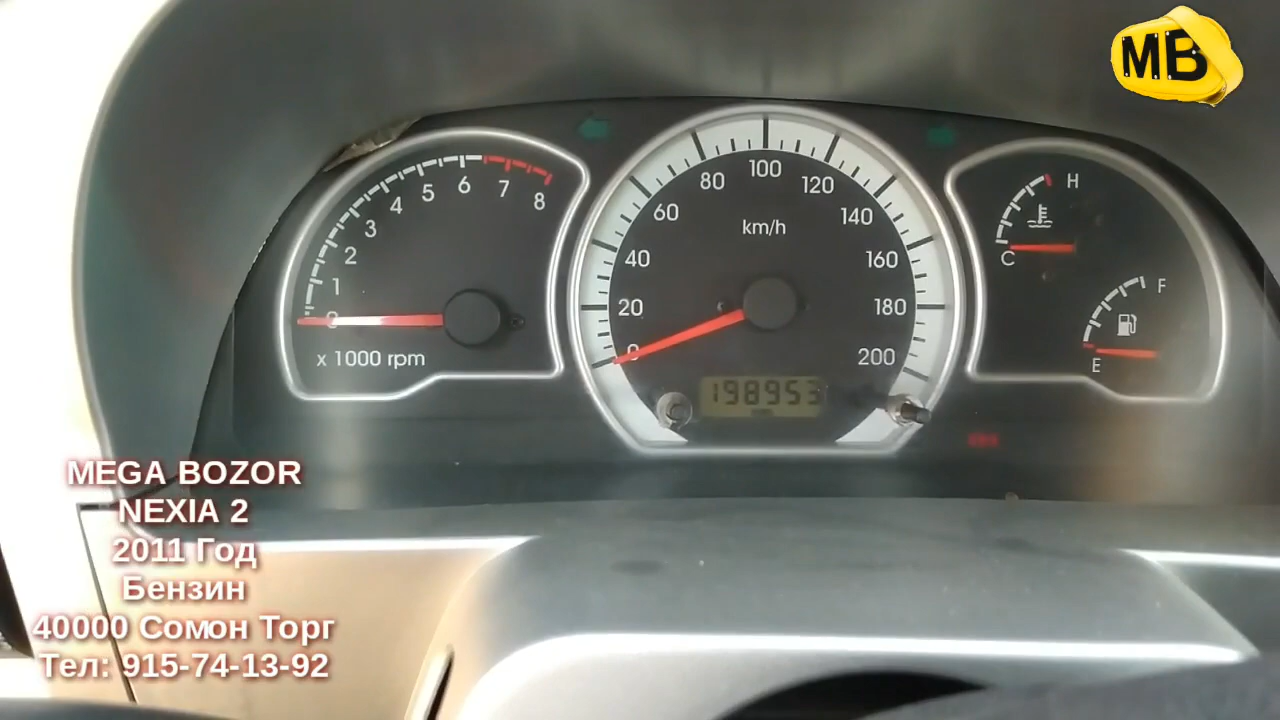 MB
80 100 120
60 140
40 160
20 180
0 200
km/h
198953
0 1 2 3 4 5 6 7 8
x 1000 rpm
H
C
F
E
MEGA BOZOR
NEXIA 2
2011 Год
Бензин
40000 Сомон Торг
Тел: 915-74-13-92